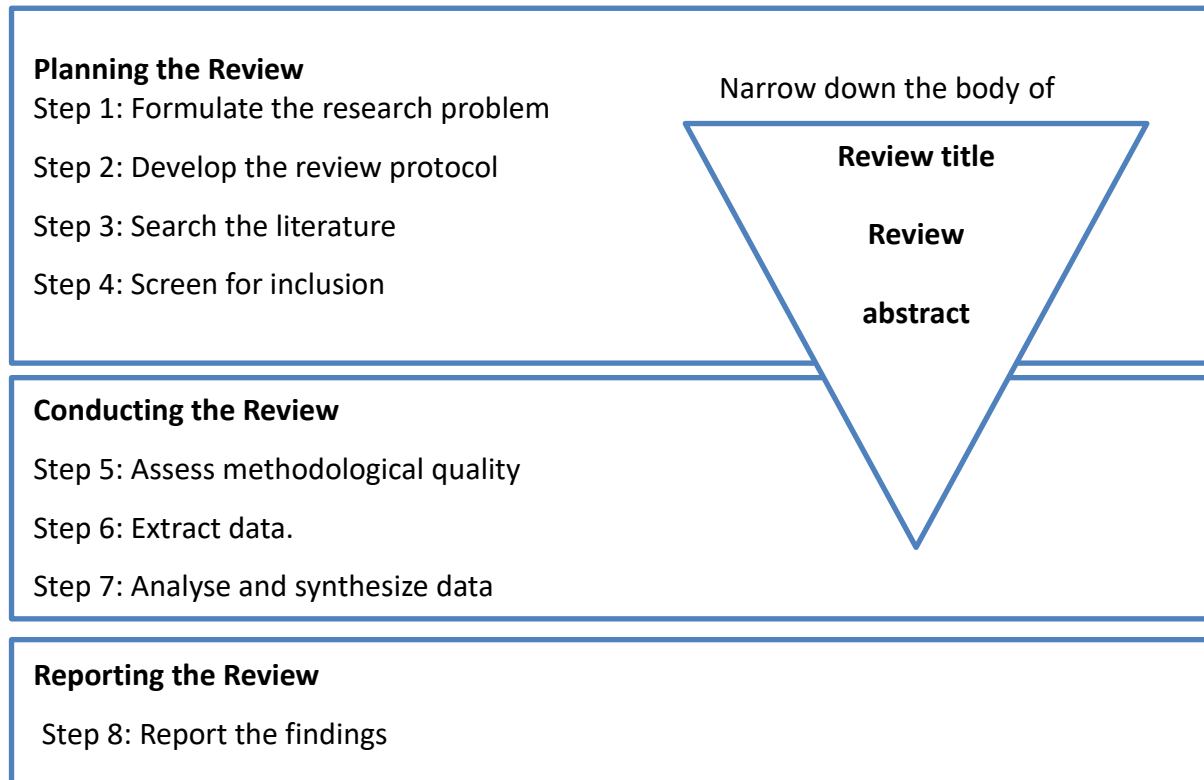 Planning the Review
Step 1: Formulate the research problem
Step 2: Develop the review protocol
Step 3: Search the literature
Step 4: Screen for inclusion
Narrow down the body of
Review title
Review
abstract
Conducting the Review
Step 5: Assess methodological quality
Step 6: Extract data.
Step 7: Analyse and synthesize data
Reporting the Review
Step 8: Report the findings